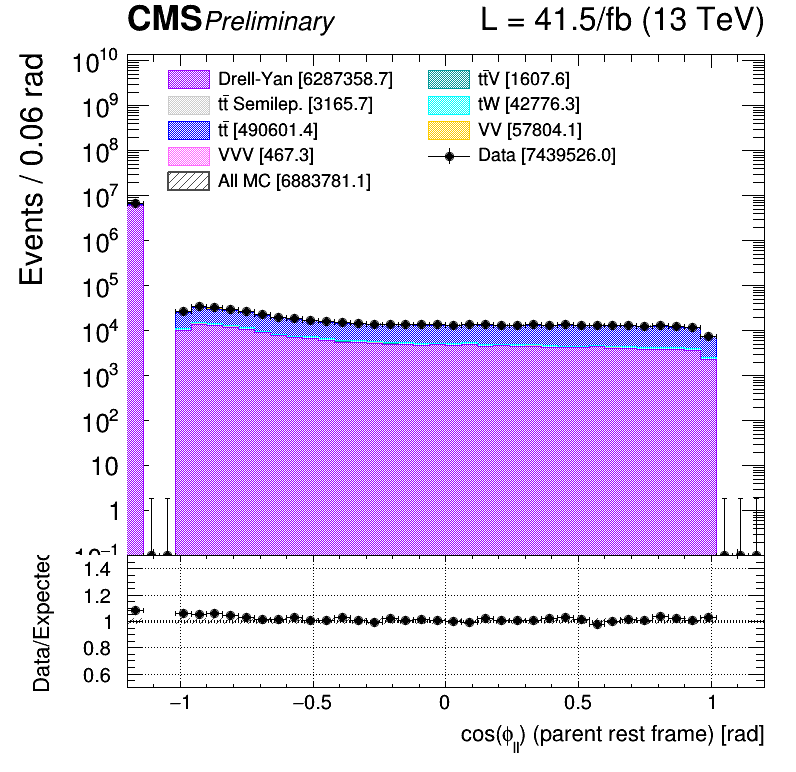 CMS Preliminary L = 41.5/fb (13 TeV)
Events / 0.06 rad
10^10
10^9
10^8
10^7
10^6
10^5
10^4
10^3
10^2
10
1
10^−1
Drell-Yan [6287358.7]
tt̄ Semilep. [3165.7]
tt̄ [490601.4]
VVV [467.3]
All MC [6883781.1]
tt̄V [1607.6]
tW [42776.3]
VV [57804.1]
Data [7439526.0]
Data/Expected
1.4
1.2
1
0.8
0.6
−1 −0.5 0 0.5 1
cos(ϕ_ll) (parent rest frame) [rad]